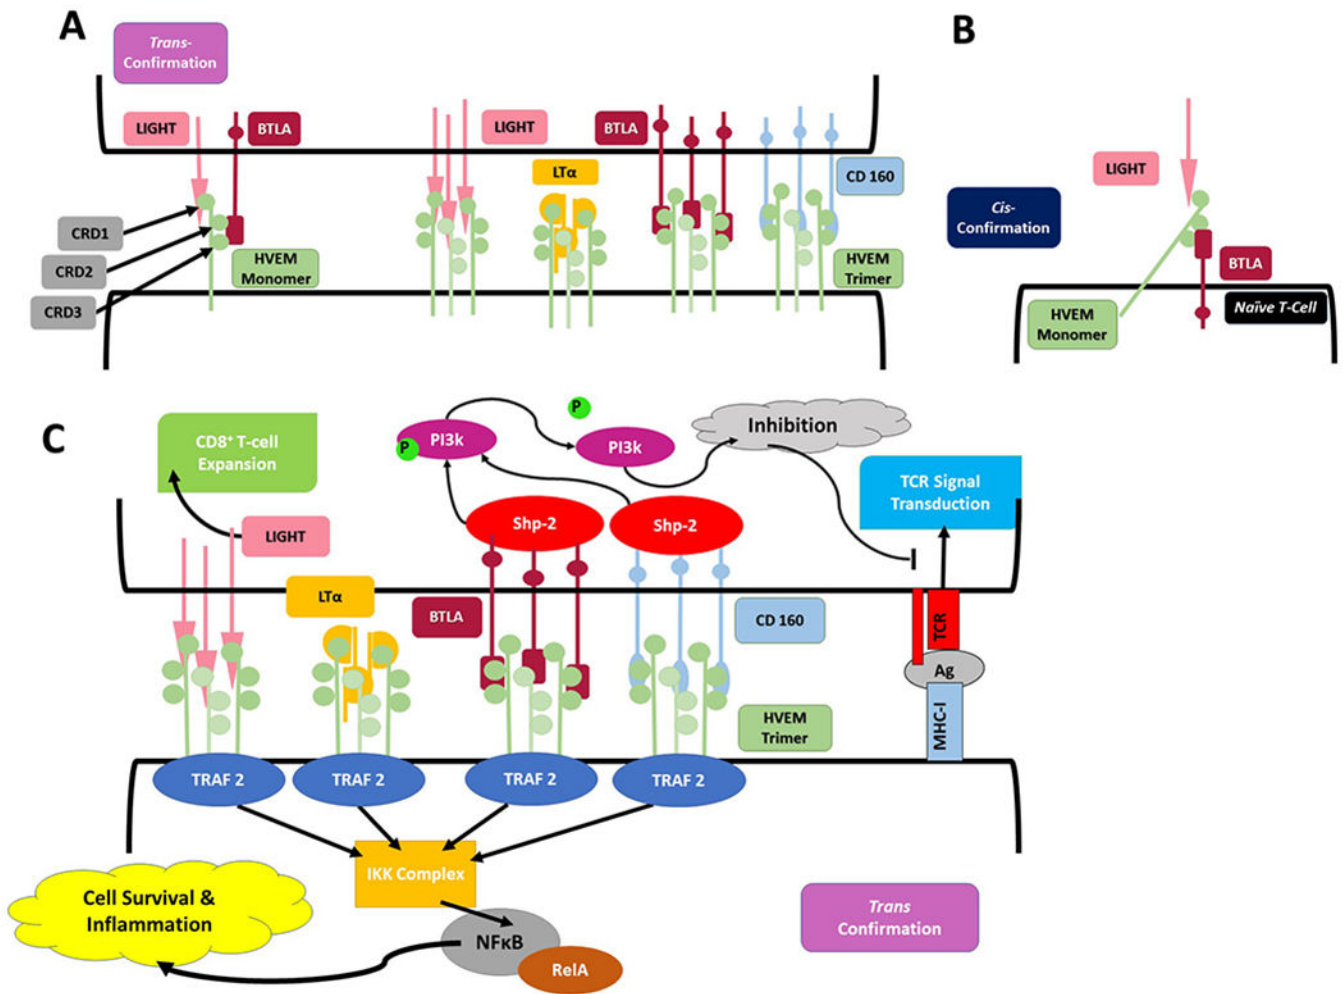 A
Trans-
Confirmation
LIGHT
BTLA
LIGHT
BTLA
LTα
CD 160
CRD1
CRD2
CRD3
HVEM
Monomer
HVEM
Trimer
B
LIGHT
Cis-
Confirmation
BTLA
Naïve T-Cell
HVEM
Monomer
C
CD8⁺ T-cell
Expansion
P
PI3k
P
PI3k
Inhibition
TCR Signal
Transduction
LIGHT
Shp-2
Shp-2
LTα
BTLA
CD 160
TCR
Ag
MHC-I
HVEM
Trimer
TRAF 2
TRAF 2
TRAF 2
TRAF 2
IKK Complex
Cell Survival &
Inflammation
NFκB
RelA
Trans
Confirmation